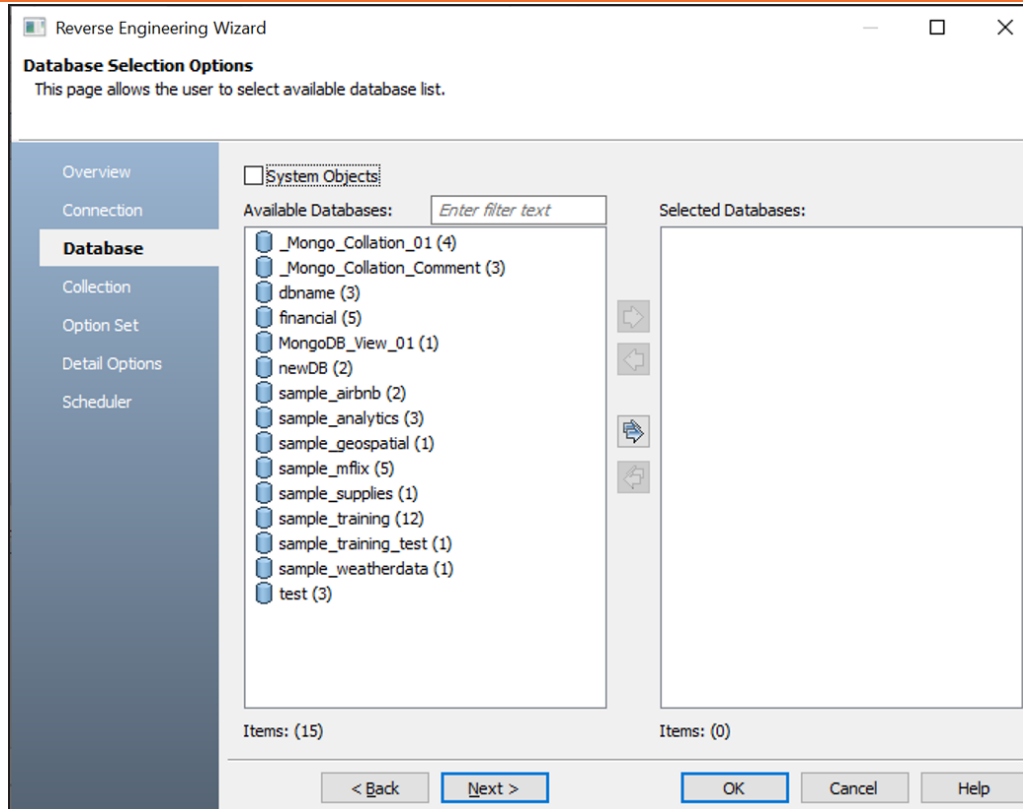 Reverse Engineering Wizard
Database Selection Options
This page allows the user to select available database list.
Overview
Connection
Database
Collection
Option Set
Detail Options
Scheduler
System Objects
Available Databases:
Enter filter text
_Mongo_Collation_01 (4)
_Mongo_Collation_Comment (3)
dbname (3)
financial (5)
MongoDB_View_01 (1)
newDB (2)
sample_airbnb (2)
sample_analytics (3)
sample_geospatial (1)
sample_mflix (5)
sample_supplies (1)
sample_training (12)
sample_training_test (1)
sample_weatherdata (1)
test (3)
Items: (15)
Selected Databases:
Items: (0)
< Back
Next >
OK
Cancel
Help